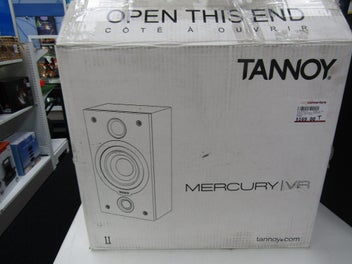 OPEN THIS END
CÔTÉ À OUVRIR
TANNOY
MERCURY VR
tannoy.com